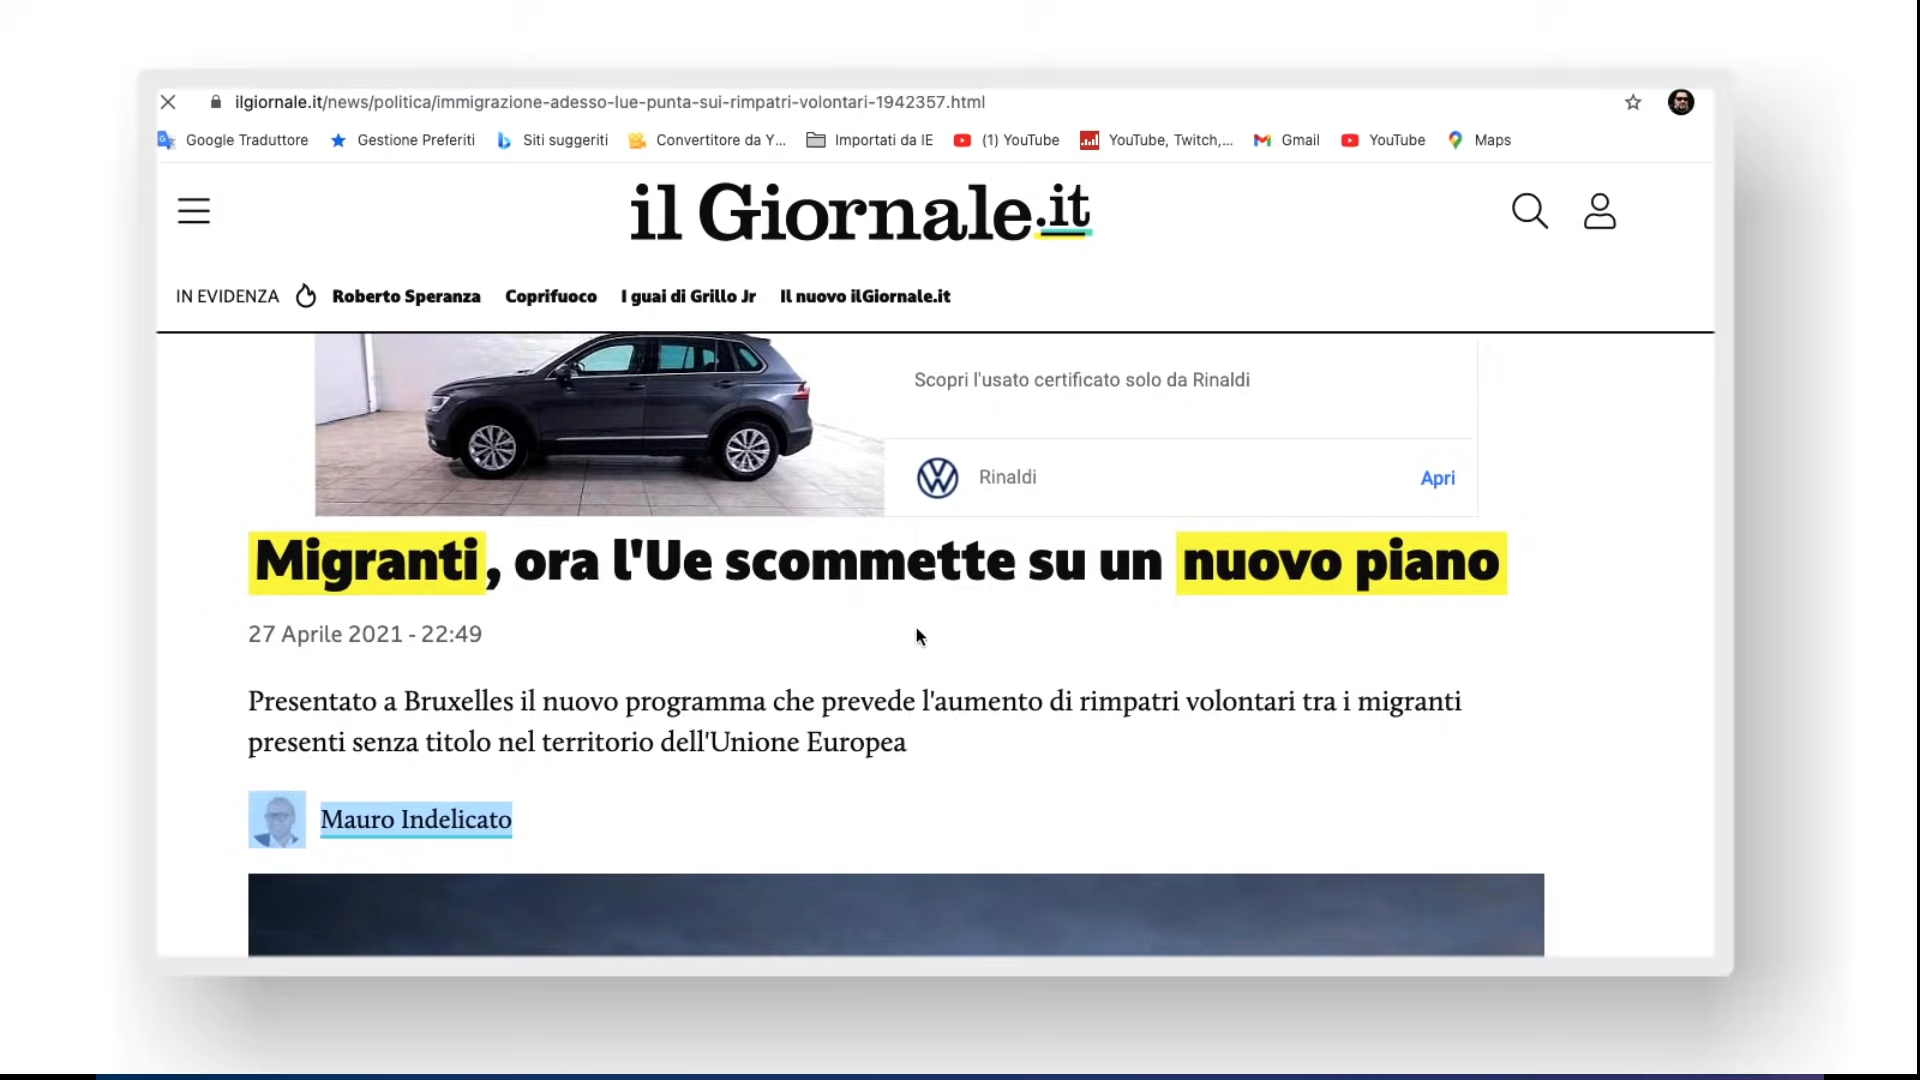 ilgiornale.it/news/politica/immigrazione-adesso-lue-punta-sui-rimpatri-volontari-1942357.html
Google Traduttore Gestione Preferiti Siti suggeriti Convertitore da Y... Importati da IE (1) YouTube YouTube, Twitch,... Gmail YouTube Maps
il Giornale.it
IN EVIDENZA Roberto Speranza Coprifuoco I guai di Grillo Jr Il nuovo ilGiornale.it
Scopri l'usato certificato solo da Rinaldi
Rinaldi Apri
Migranti, ora l'Ue scommette su un nuovo piano
27 Aprile 2021 - 22:49
Presentato a Bruxelles il nuovo programma che prevede l'aumento di rimpatri volontari tra i migranti
presenti senza titolo nel territorio dell'Unione Europea
Mauro Indelicato